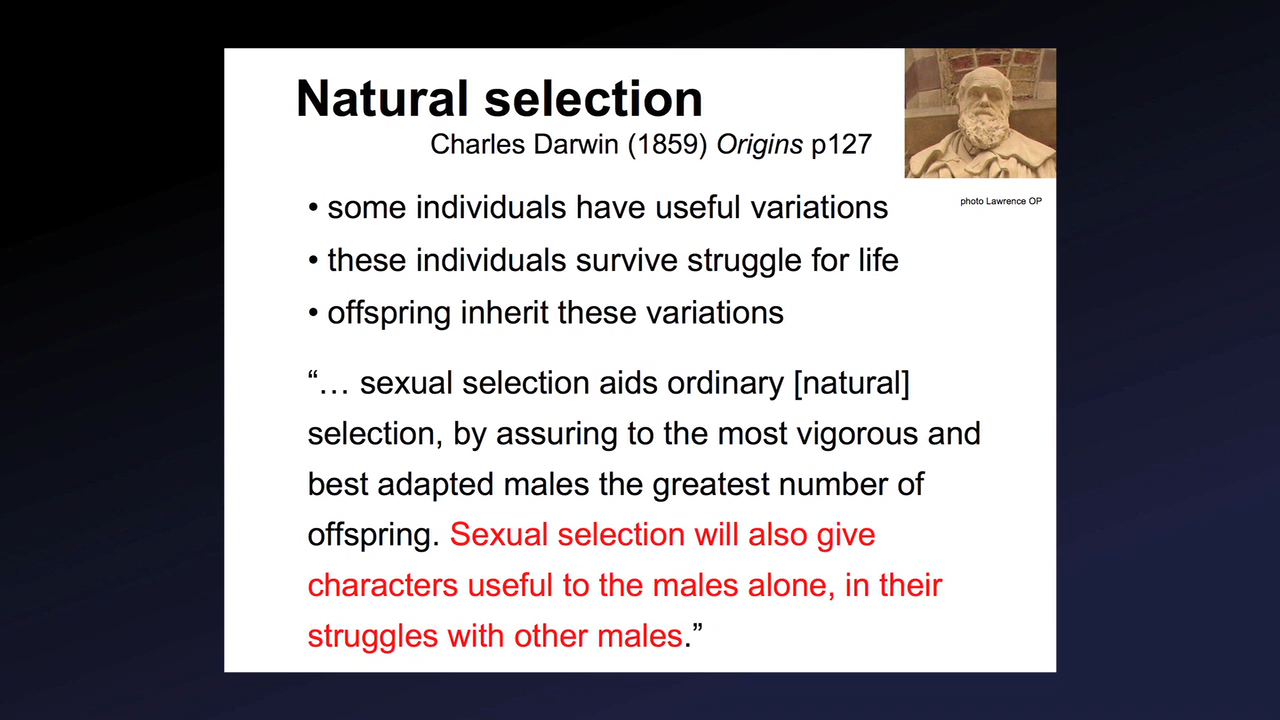 Natural selection
Charles Darwin (1859) Origins p127
photo Lawrence OP
• some individuals have useful variations
• these individuals survive struggle for life
• offspring inherit these variations
“… sexual selection aids ordinary [natural]
selection, by assuring to the most vigorous and
best adapted males the greatest number of
offspring. Sexual selection will also give
characters useful to the males alone, in their
struggles with other males.”